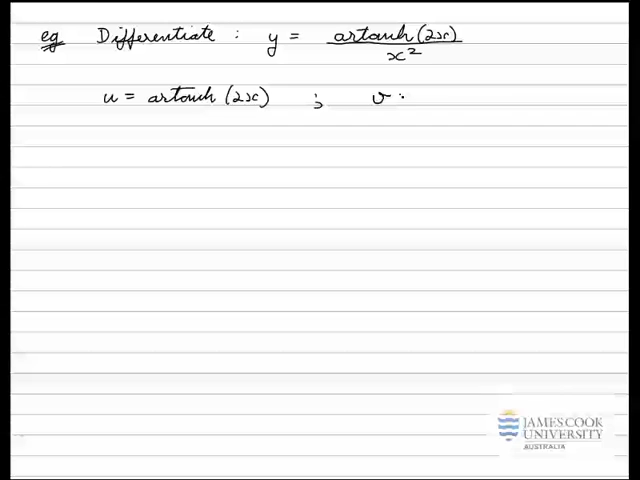 eg Differentiate : y = artanh(2x) / x²
u = artanh (2x) ; v :
JAMES COOK
UNIVERSITY
AUSTRALIA